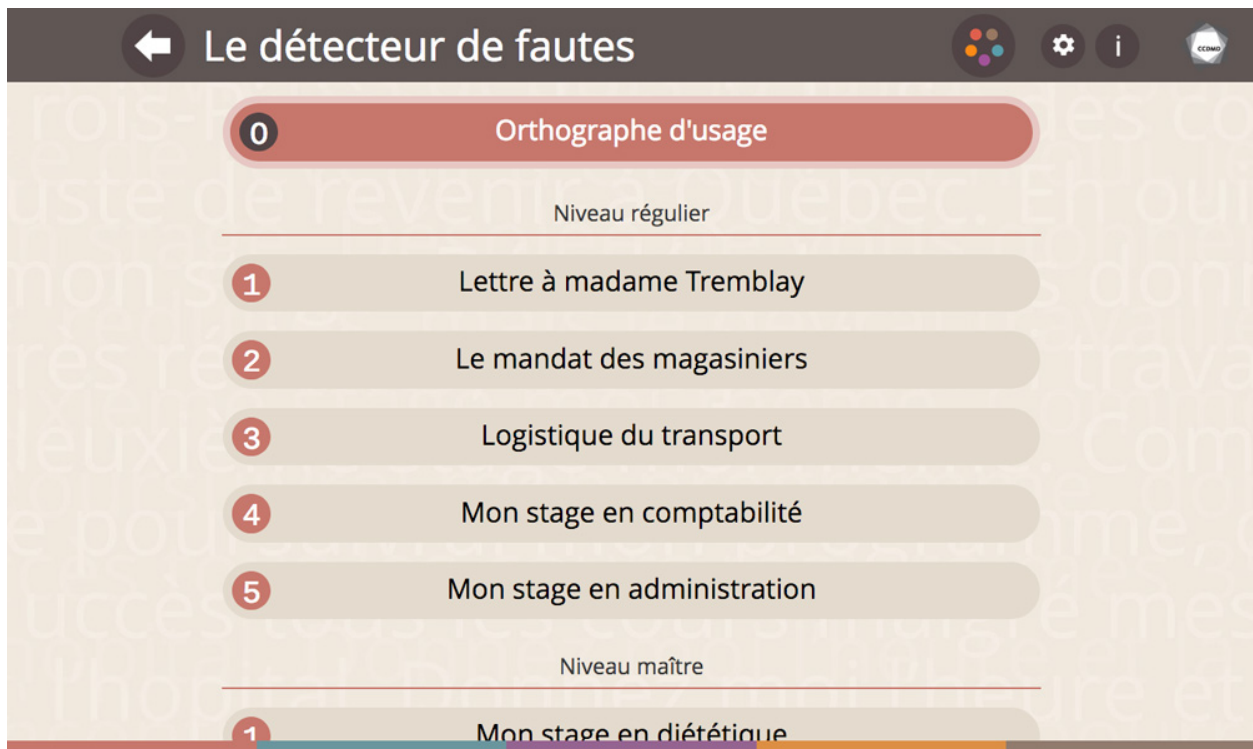 Le détecteur de fautes
i
CCDMD
0 Orthographe d'usage
Niveau régulier
1 Lettre à madame Tremblay
2 Le mandat des magasiniers
3 Logistique du transport
4 Mon stage en comptabilité
5 Mon stage en administration
Niveau maître
1 Mon stage en diététique